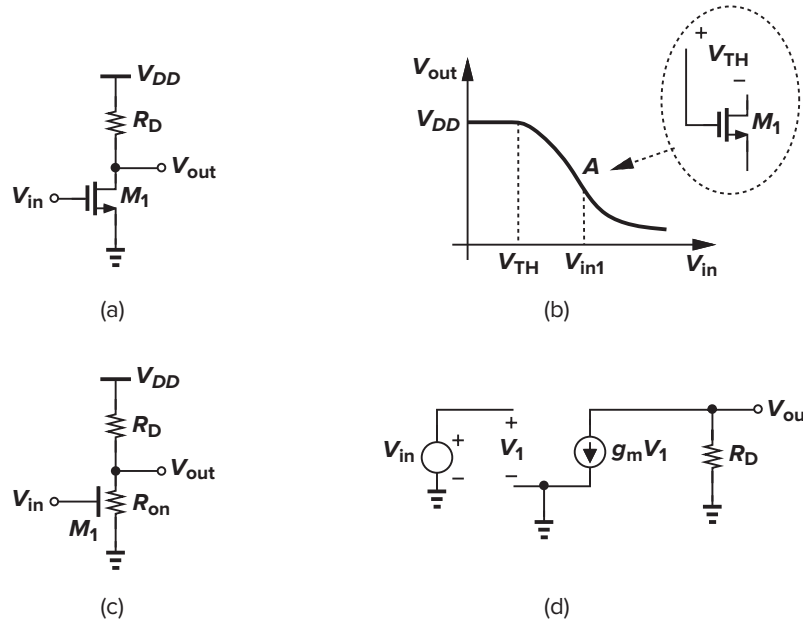 V_DD
R_D
V_out
V_in
M_1
(a)
V_out
V_DD
A
V_TH
V_in1
V_in
+
V_TH
−
M_1
(b)
V_DD
R_D
V_out
V_in
R_on
M_1
(c)
V_in
+
−
+
V_1
−
g_mV_1
R_D
V_ou
(d)